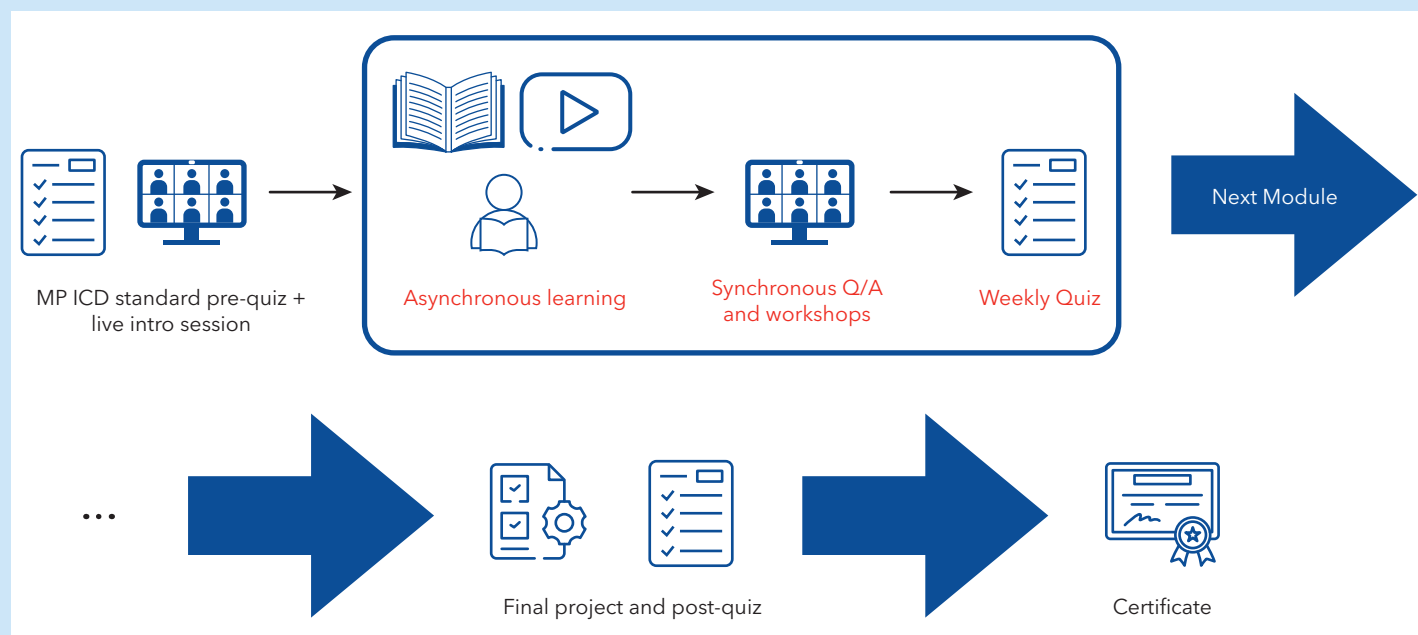 Next Module
MP ICD standard pre-quiz +
live intro session
Asynchronous learning
Synchronous Q/A
and workshops
Weekly Quiz
...
Final project and post-quiz
Certificate